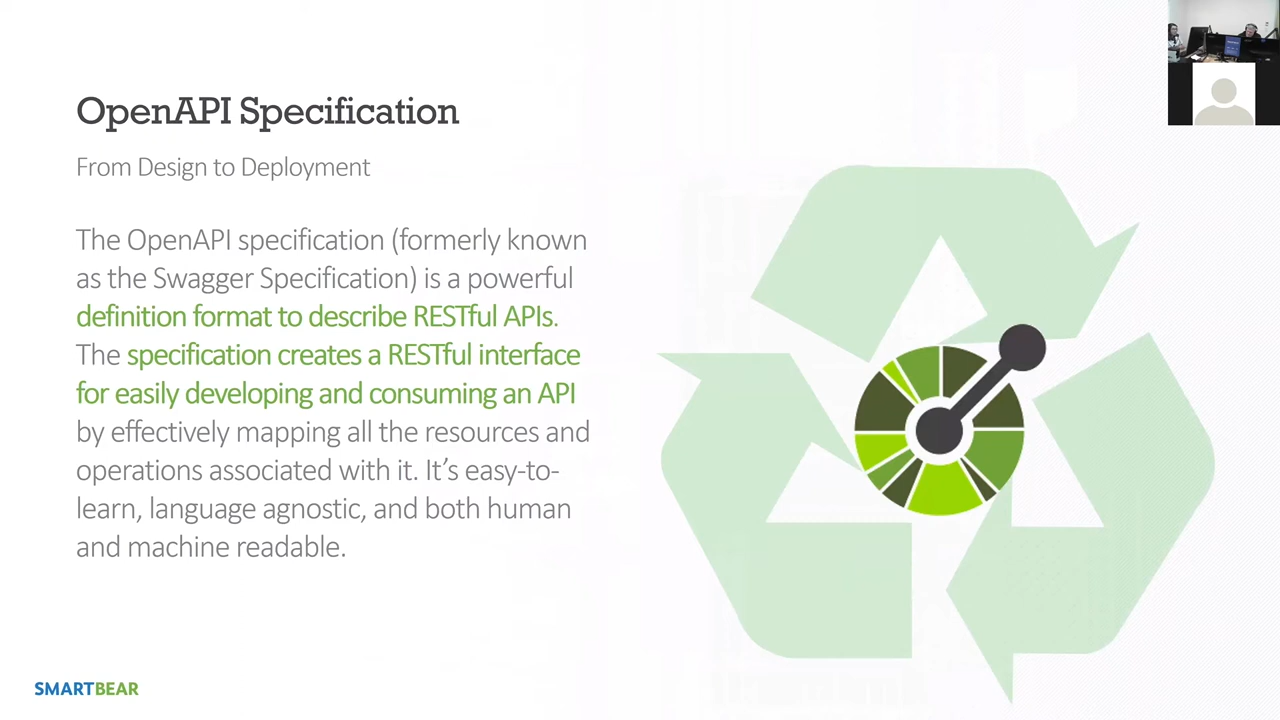 OpenAPI Specification
From Design to Deployment
The OpenAPI specification (formerly known
as the Swagger Specification) is a powerful
definition format to describe RESTful APIs.
The specification creates a RESTful interface
for easily developing and consuming an API
by effectively mapping all the resources and
operations associated with it. It’s easy-to-
learn, language agnostic, and both human
and machine readable.
SMARTBEAR